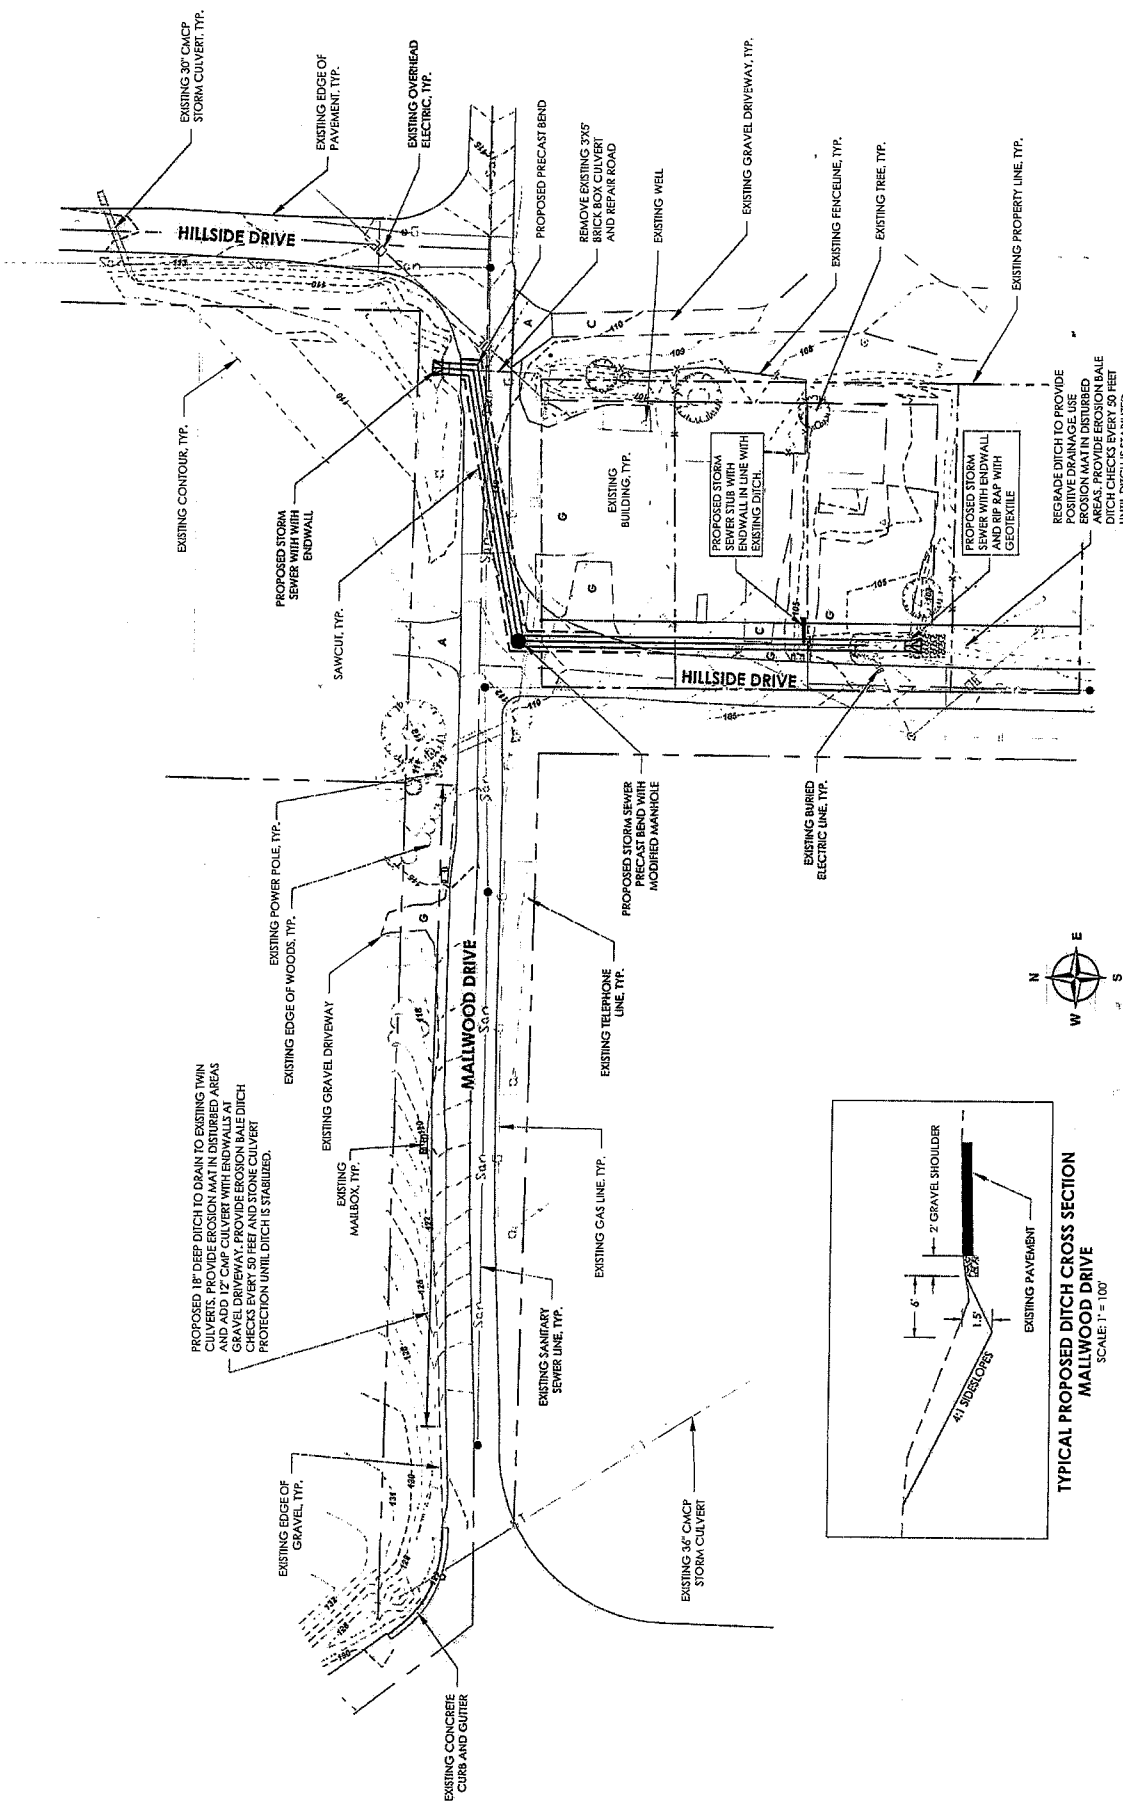 EXISTING 30" CMCP
STORM CULVERT, TYP.
EXISTING EDGE OF
PAVEMENT, TYP.
EXISTING OVERHEAD
ELECTRIC, TYP.
PROPOSED PRECAST BEND
REMOVE EXISTING 3'X5'
BRICK BOX CULVERT
AND REPAIR ROAD
EXISTING WELL
EXISTING GRAVEL DRIVEWAY, TYP.
EXISTING FENCELINE, TYP.
EXISTING TREE, TYP.
EXISTING PROPERTY LINE, TYP.
HILLSIDE DRIVE
EXISTING CONTOUR, TYP.
PROPOSED STORM
SEWER WITH WITH
ENDWALL
SAWCUT, TYP.
EXISTING
BUILDING, TYP.
PROPOSED STORM
SEWER STUB WITH
ENDWALL IN LINE WITH
EXISTING DITCH.
PROPOSED STORM
SEWER WITH ENDWALL
AND RIP RAP WITH
GEOTEXTILE
REGRADE DITCH TO PROVIDE
POSITIVE DRAINAGE. USE
EROSION MAT IN DISTURBED
AREAS. PROVIDE EROSION BALE
DITCH CHECKS EVERY 50 FEET
HILLSIDE DRIVE
EXISTING POWER POLE, TYP.
EXISTING EDGE OF WOODS, TYP.
EXISTING GRAVEL DRIVEWAY
EXISTING
MAILBOX, TYP.
PROPOSED 18" DEEP DITCH TO DRAIN TO EXISTING TWIN
CULVERTS. PROVIDE EROSION MAT IN DISTURBED AREAS
AND ADD 12" CMP CULVERT WITH ENDWALLS AT
GRAVEL DRIVEWAY. PROVIDE EROSION BALE DITCH
CHECKS EVERY 50 FEET AND STONE CULVERT
PROTECTION UNTIL DITCH IS STABILIZED.
MALLWOOD DRIVE
San
San
San
PROPOSED STORM SEWER
PRECAST BEND WITH
MODIFIED MANHOLE
EXISTING BURIED
ELECTRIC LINE, TYP.
EXISTING TELEPHONE
LINE, TYP.
EXISTING GAS LINE, TYP.
EXISTING SANITARY
SEWER LINE, TYP.
EXISTING EDGE OF
GRAVEL, TYP.
EXISTING CONCRETE
CURB AND GUTTER
EXISTING 36" CMCP
STORM CULVERT
N
W E
S
2' GRAVEL SHOULDER
6'
1.5'
4:1 SIDESLOPES
EXISTING PAVEMENT
TYPICAL PROPOSED DITCH CROSS SECTION
MALLWOOD DRIVE
SCALE: 1" = 100'